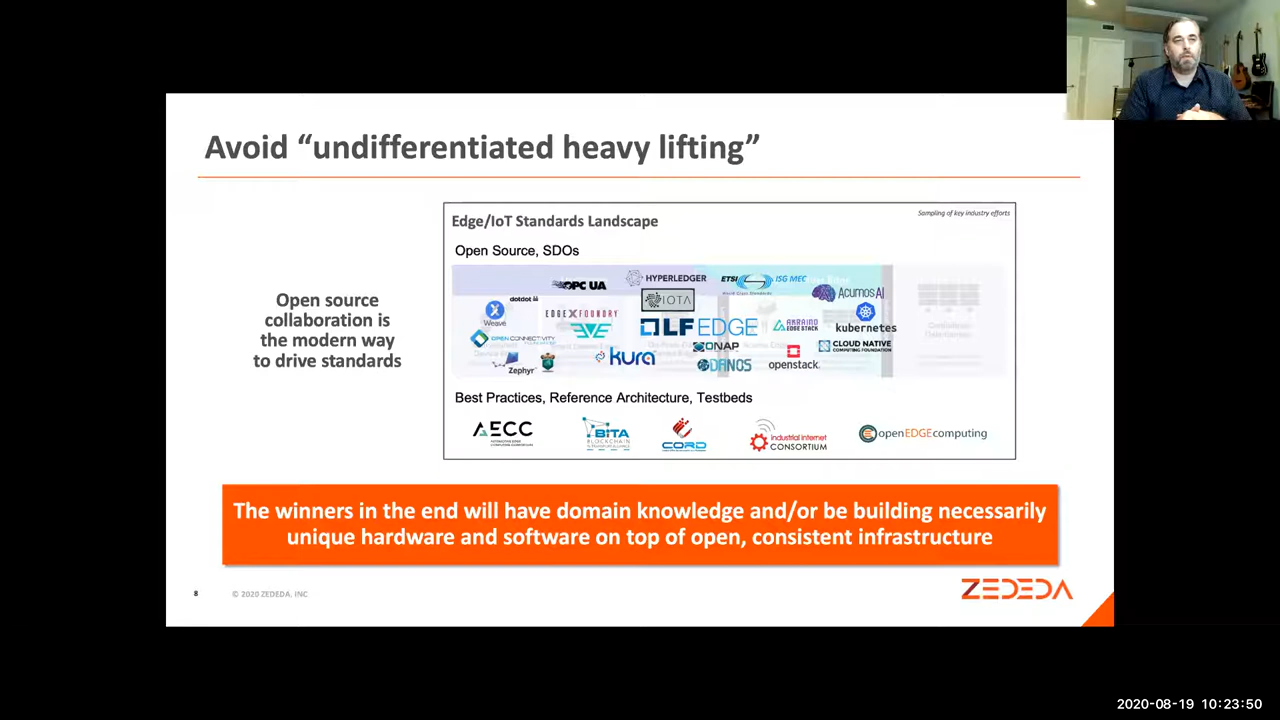 Avoid “undifferentiated heavy lifting”
Edge/IoT Standards Landscape
Sampling of key industry efforts
Open Source, SDOs
Open source
collaboration is
the modern way
to drive standards
OPC UA
HYPERLEDGER
ETSI
ISG MEC
dotdot
IOTA
Acumos AI
Weave
EDGE X FOUNDRY
LF EDGE
AKRAINO
EDGE STACK
kubernetes
EVE
OPEN CONNECTIVITY
ONAP
CLOUD NATIVE
COMPUTING FOUNDATION
Zephyr
kura
DANOS
openstack.
Best Practices, Reference Architecture, Testbeds
AECC
BiTA
BLOCKCHAIN
CORD
industrial internet
CONSORTIUM
openEDGEcomputing
The winners in the end will have domain knowledge and/or be building necessarily
unique hardware and software on top of open, consistent infrastructure
8
© 2020 ZEDEDA, INC
ZEDEDA
2020-08-19 10:23:50